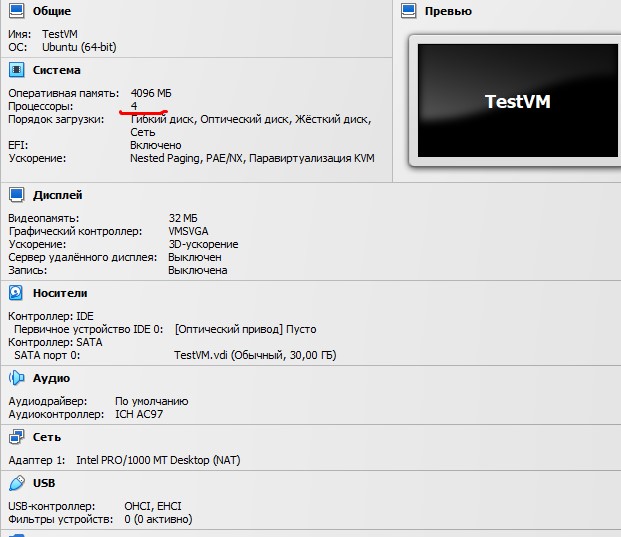 Общие
Имя: TestVM
ОС: Ubuntu (64-bit)
Превью
TestVM
Система
Оперативная память: 4096 МБ
Процессоры: 4
Порядок загрузки: Гибкий диск, Оптический диск, Жёсткий диск,
Сеть
EFI: Включено
Ускорение: Nested Paging, PAE/NX, Паравиртуализация KVM
Дисплей
Видеопамять: 32 МБ
Графический контроллер: VMSVGA
Ускорение: 3D-ускорение
Сервер удалённого дисплея: Выключен
Запись: Выключена
Носители
Контроллер: IDE
Первичное устройство IDE 0: [Оптический привод] Пусто
Контроллер: SATA
SATA порт 0: TestVM.vdi (Обычный, 30,00 ГБ)
Аудио
Аудиодрайвер: По умолчанию
Аудиоконтроллер: ICH AC97
Сеть
Адаптер 1: Intel PRO/1000 MT Desktop (NAT)
USB
USB-контроллер: OHCI, EHCI
Фильтры устройств: 0 (0 активно)